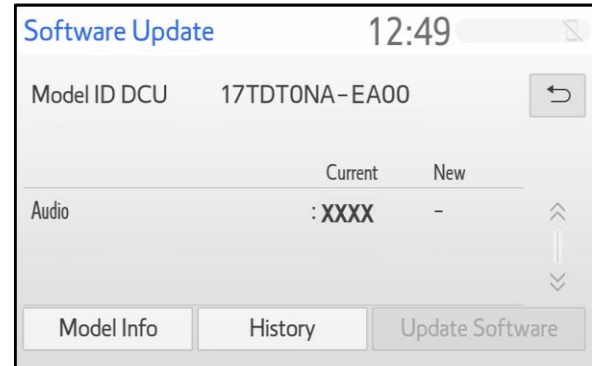 Software Update 12:49
Model ID DCU 17TDT0NA-EA00
Current New
Audio : XXXX -
Model Info History Update Software